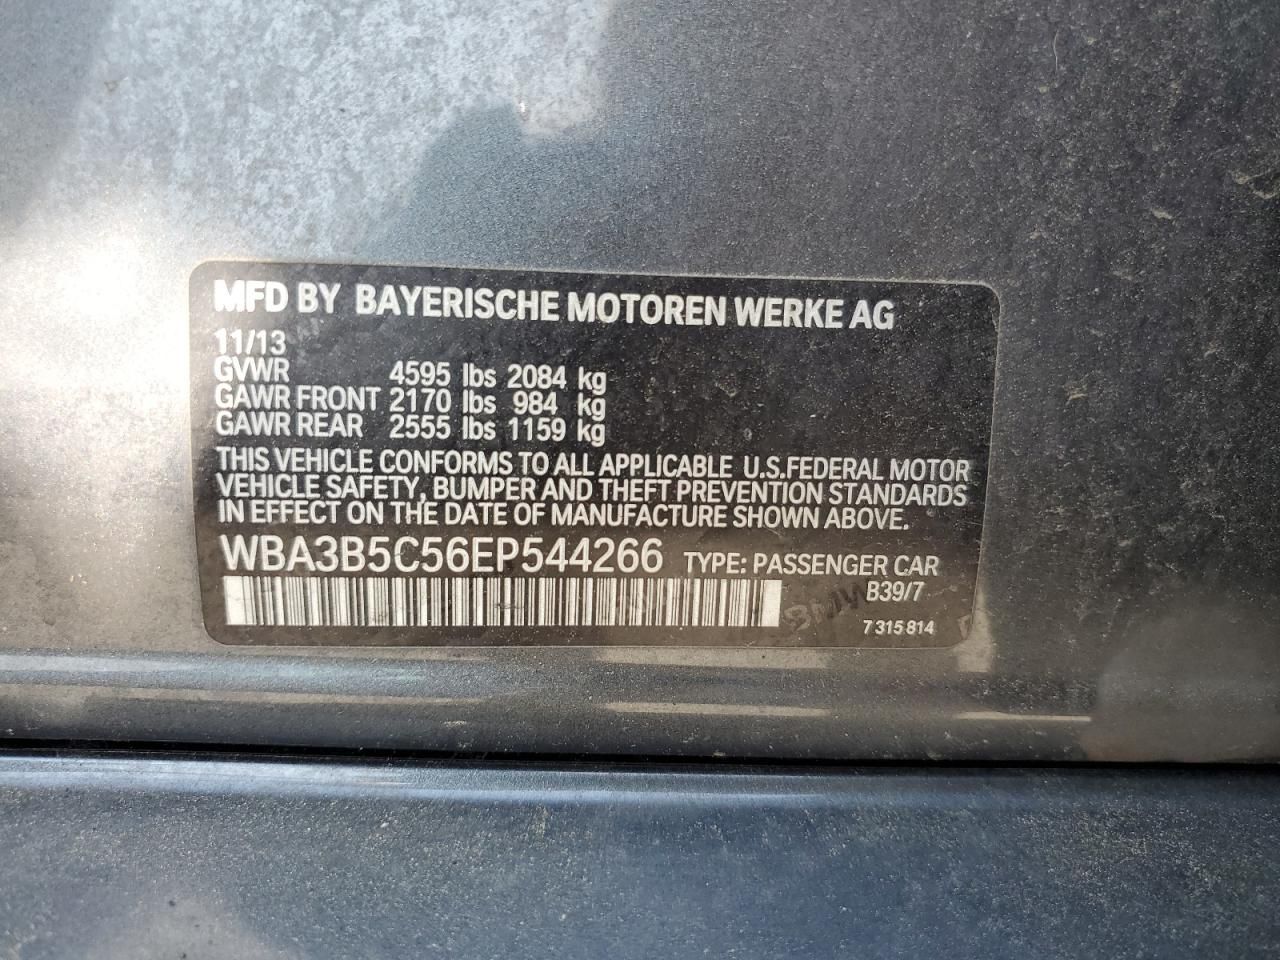 MFD BY BAYERISCHE MOTOREN WERKE AG
11/13
GVWR 4595 lbs 2084 kg
GAWR FRONT 2170 lbs 984 kg
GAWR REAR 2555 lbs 1159 kg
THIS VEHICLE CONFORMS TO ALL APPLICABLE U.S.FEDERAL MOTOR
VEHICLE SAFETY, BUMPER AND THEFT PREVENTION STANDARDS
IN EFFECT ON THE DATE OF MANUFACTURE SHOWN ABOVE.
WBA3B5C56EP544266 TYPE: PASSENGER CAR
B39/7
BMW
7 315 814